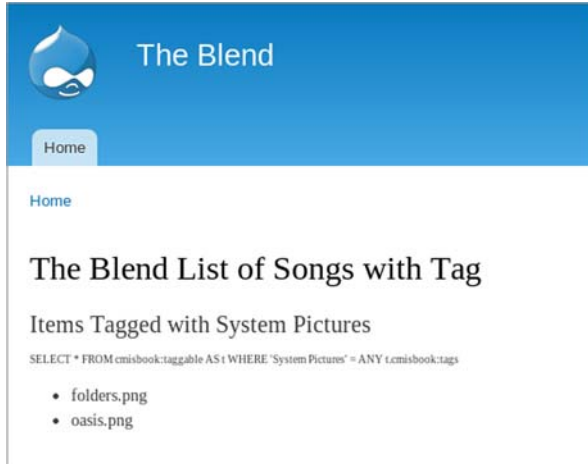 The Blend
Home
Home
The Blend List of Songs with Tag
Items Tagged with System Pictures
SELECT * FROM cmisbook:taggable AS t WHERE 'System Pictures' = ANY t.cmisbook:tags
folders.png
oasis.png